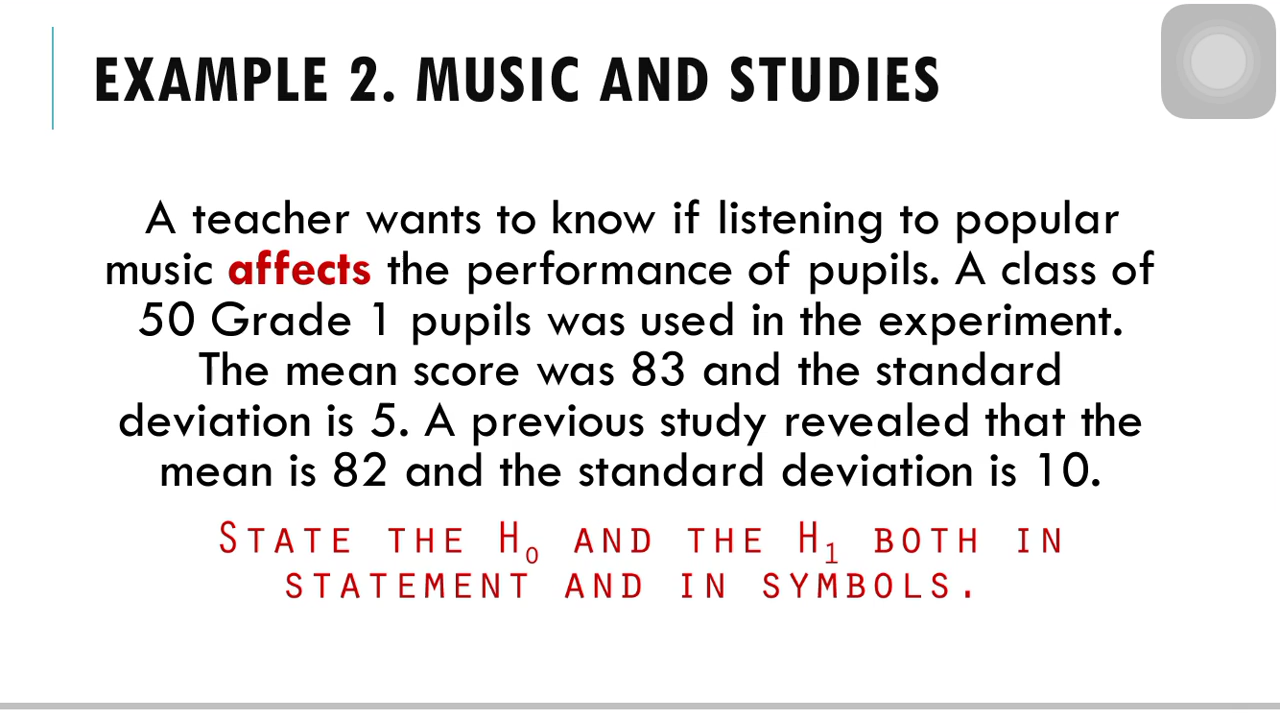 EXAMPLE 2. MUSIC AND STUDIES
A teacher wants to know if listening to popular
music affects the performance of pupils. A class of
50 Grade 1 pupils was used in the experiment.
The mean score was 83 and the standard
deviation is 5. A previous study revealed that the
mean is 82 and the standard deviation is 10.
STATE THE H₀ AND THE H₁ BOTH IN
STATEMENT AND IN SYMBOLS.